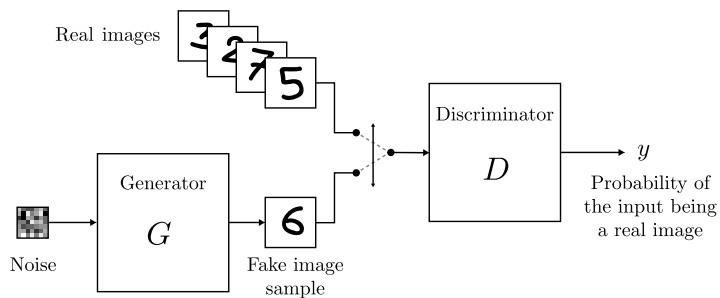 Real images
3
2
7
5
Discriminator
D
y
Probability of
the input being
a real image
Generator
G
6
Noise
Fake image
sample